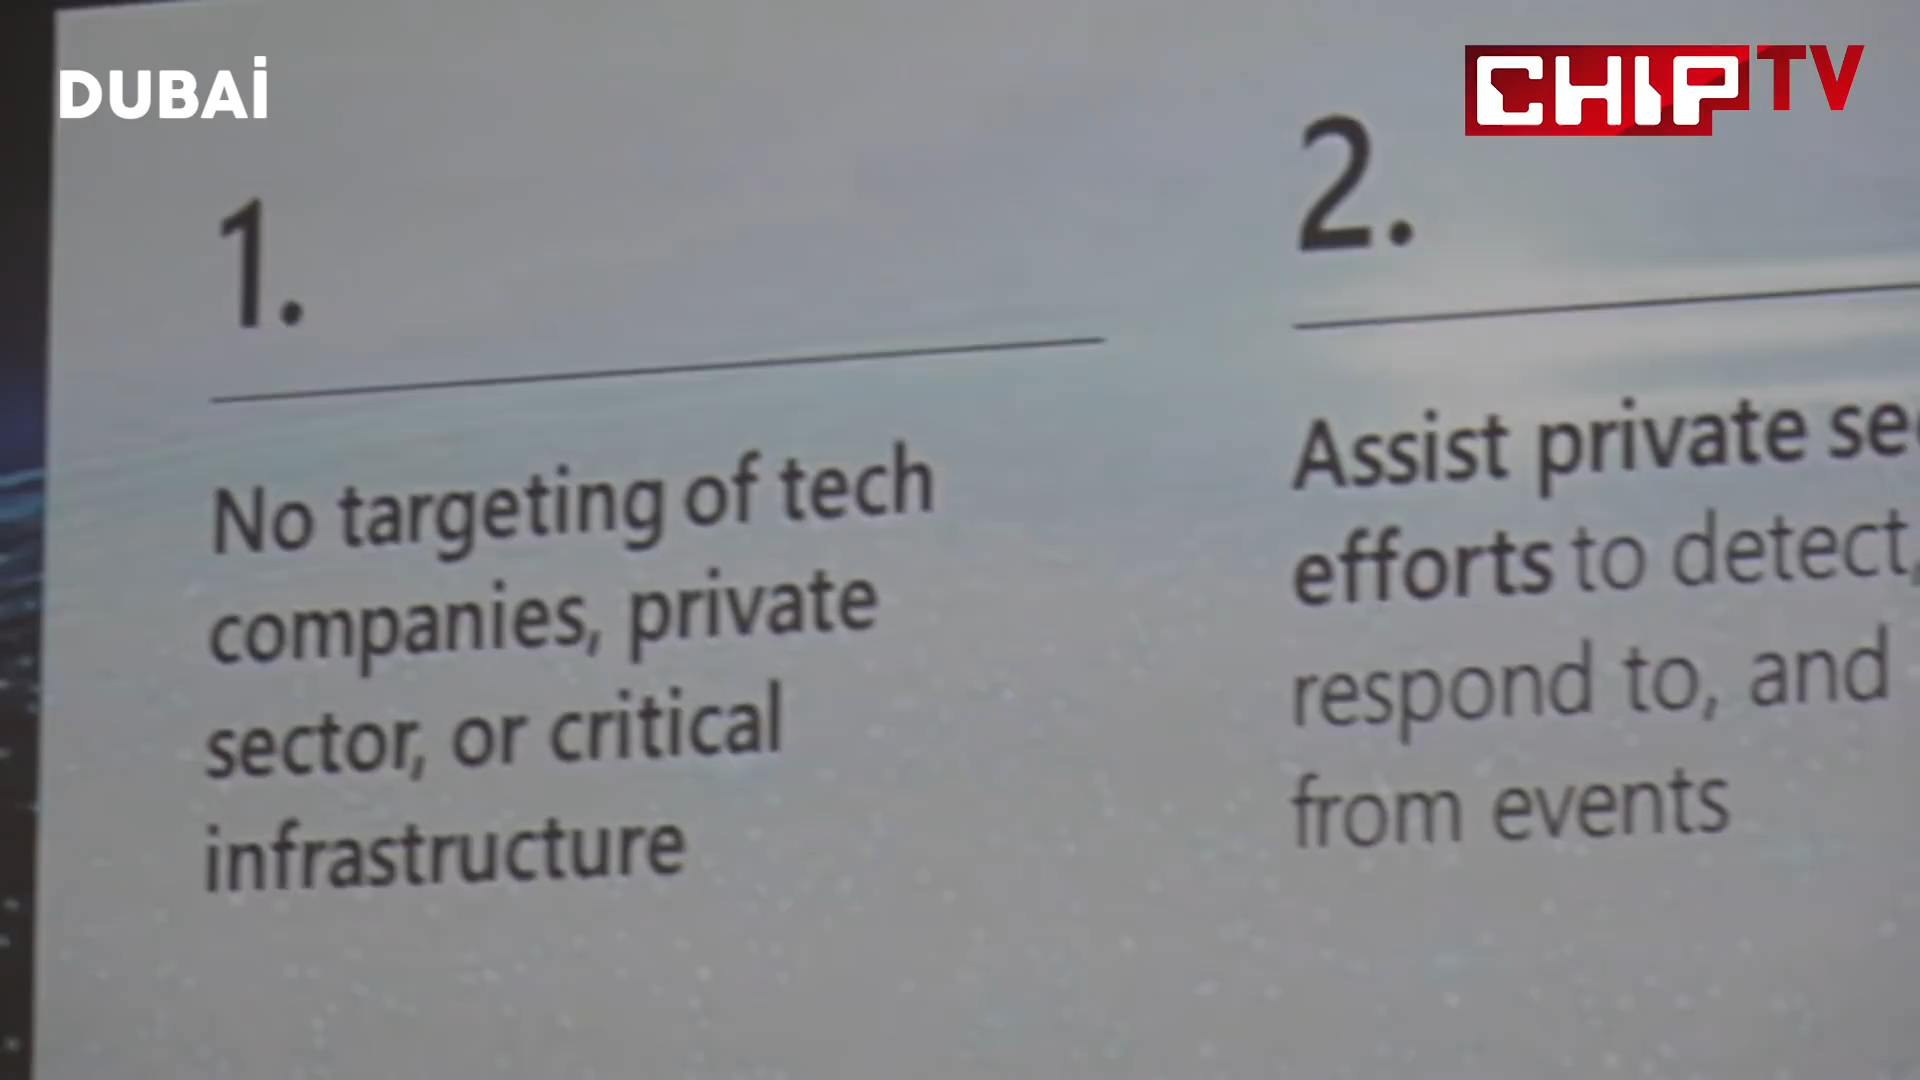 DUBAİ
CHIP TV
1.
No targeting of tech
companies, private
sector, or critical
infrastructure
2.
Assist private
efforts to detect,
respond to, and
from events